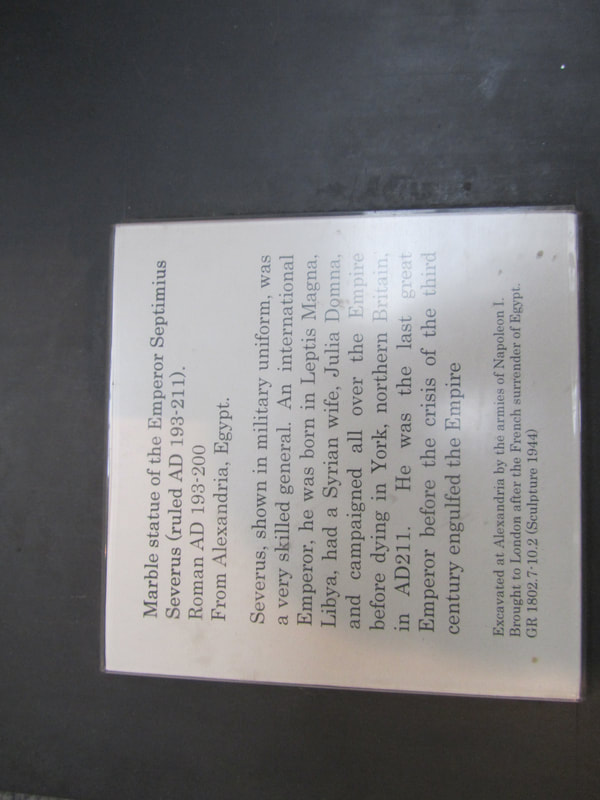 Marble statue of the Emperor Septimius
Severus (ruled AD 193-211).
Roman AD 193-200
From Alexandria, Egypt.
Severus, shown in military uniform, was
a very skilled general. An international
Emperor, he was born in Leptis Magna,
Libya, had a Syrian wife, Julia Domna,
and campaigned all over the Empire
before dying in York, northern Britain,
in AD211. He was the last great
Emperor before the crisis of the third
century engulfed the Empire
Excavated at Alexandria by the armies of Napoleon I.
Brought to London after the French surrender of Egypt.
GR 1802.7-10.2 (Sculpture 1944)